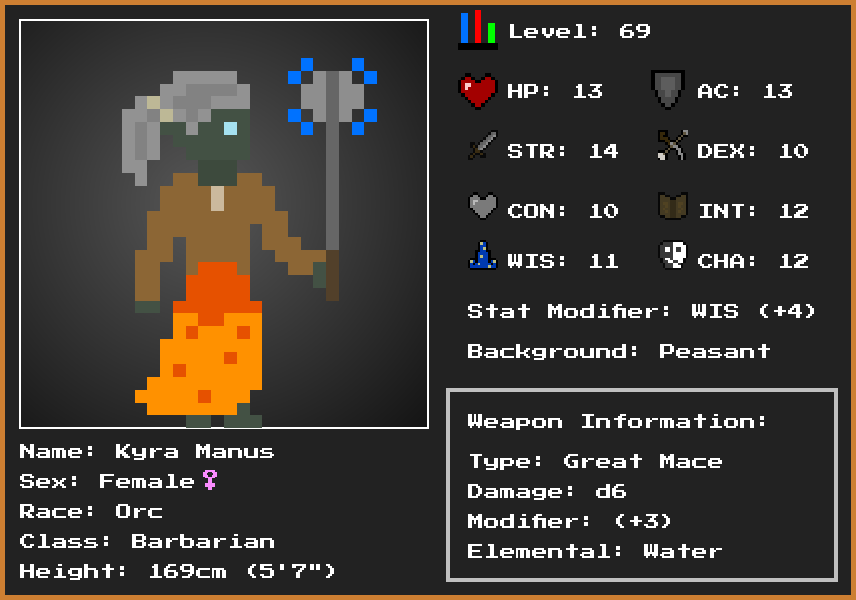 Level: 69
HP: 13 AC: 13
STR: 14 DEX: 10
CON: 10 INT: 12
WIS: 11 CHA: 12
Stat Modifier: WIS (+4)
Background: Peasant
Weapon Information:
Type: Great Mace
Damage: d6
Modifier: (+3)
Elemental: Water
Name: Kyra Manus
Sex: Female♀
Race: Orc
Class: Barbarian
Height: 169cm (5'7")